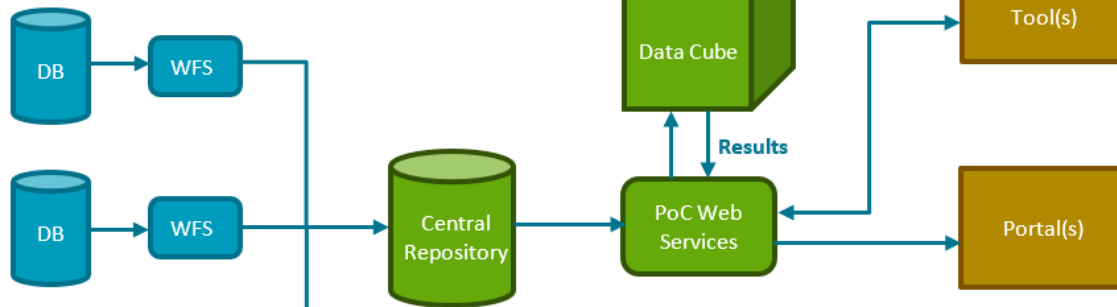 DB
WFS
Data Cube
Tool(s)
Results
DB
WFS
Central
Repository
PoC Web
Services
Portal(s)